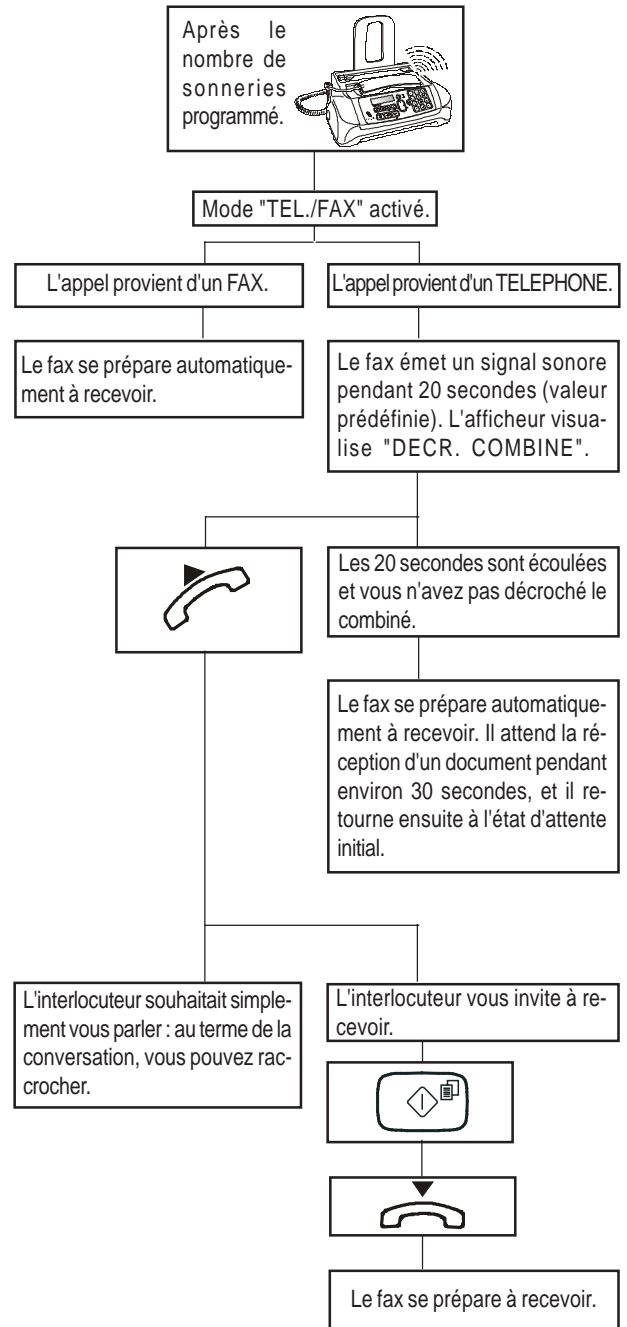 Après le
nombre de
sonneries
programmé.
Mode "TEL./FAX" activé.
L'appel provient d'un FAX.
L'appel provient d'un TELEPHONE.
Le fax se prépare automatique-
ment à recevoir.
Le fax émet un signal sonore
pendant 20 secondes (valeur
prédéfinie). L'afficheur visua-
lise "DECR. COMBINE".
Les 20 secondes sont écoulées
et vous n'avez pas décroché le
combiné.
Le fax se prépare automatique-
ment à recevoir. Il attend la ré-
ception d'un document pendant
environ 30 secondes, et il re-
tourne ensuite à l'état d'attente
initial.
L'interlocuteur souhaitait simple-
ment vous parler : au terme de la
conversation, vous pouvez rac-
crocher.
L'interlocuteur vous invite à re-
cevoir.
Le fax se prépare à recevoir.